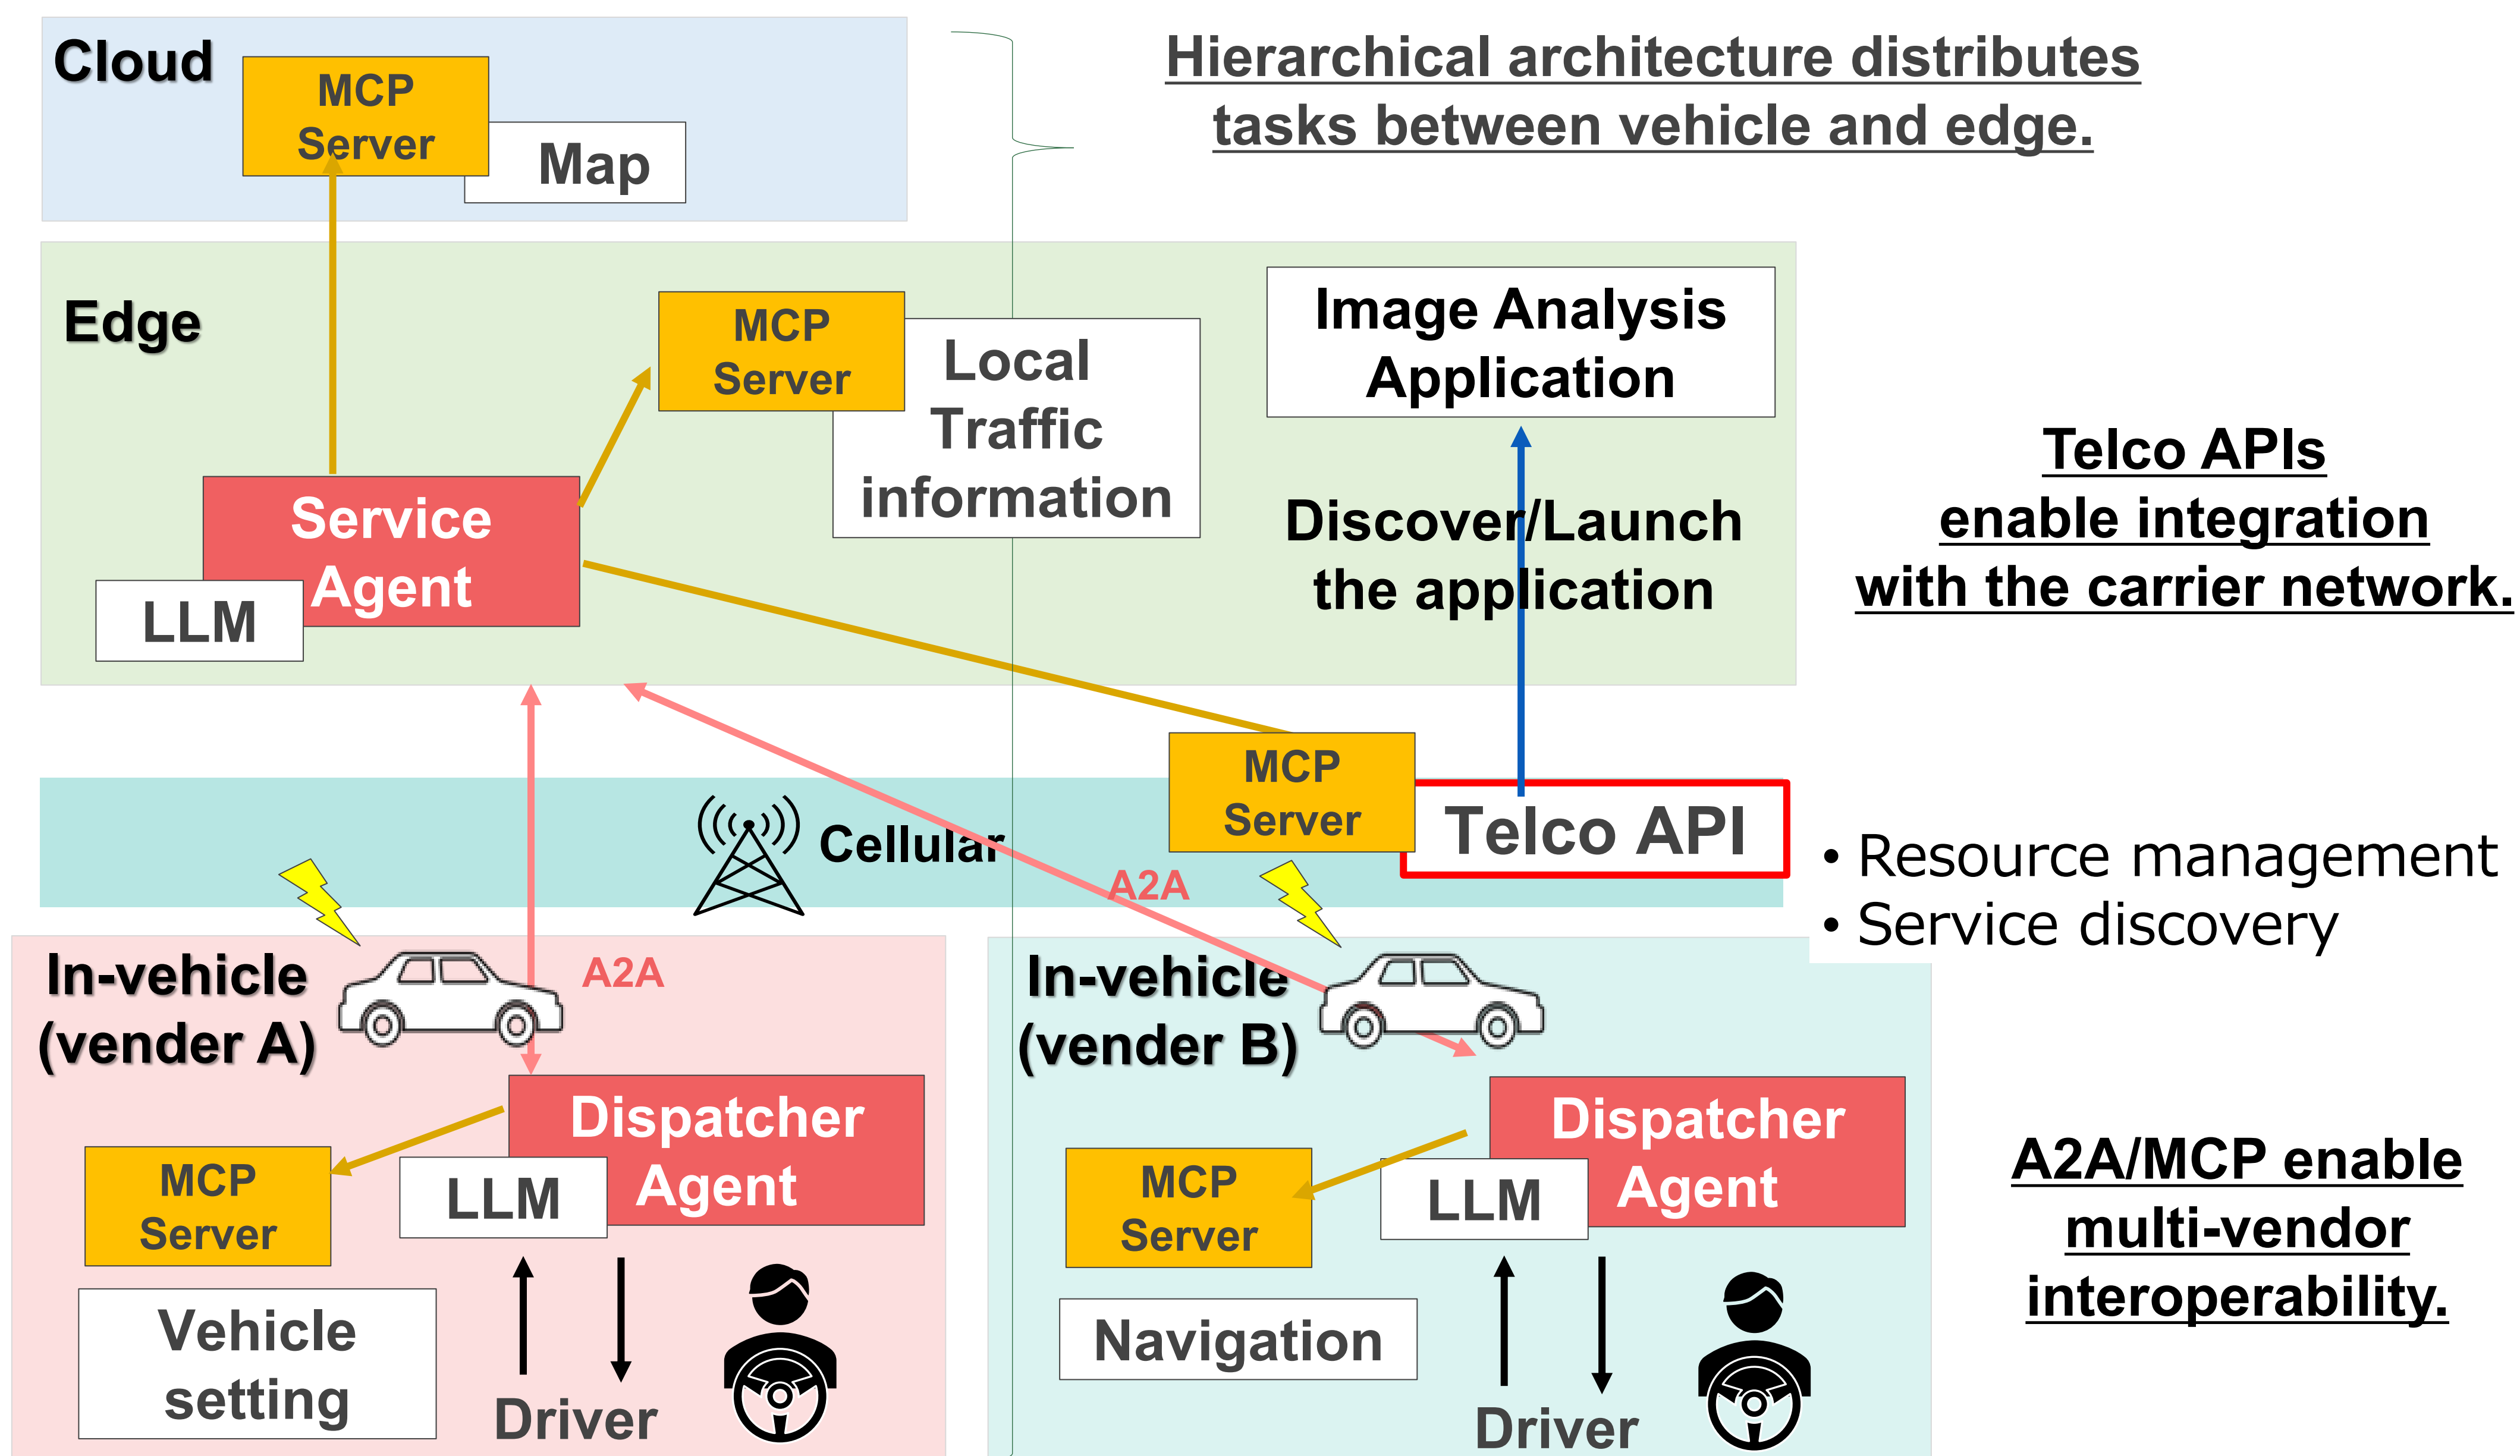 Cloud
MCP
Server
Map
Hierarchical architecture distributes
tasks between vehicle and edge.
Edge
MCP
Server
Local
Traffic
information
Image Analysis
Application
Service
Agent
LLM
Discover/Launch
the application
Telco APIs
enable integration
with the carrier network.
MCP
Server
Telco API
Cellular
A2A
• Resource management
• Service discovery
In-vehicle
(vender A)
A2A
Dispatcher
Agent
LLM
MCP
Server
Vehicle
setting
Driver
In-vehicle
(vender B)
Dispatcher
Agent
LLM
MCP
Server
Navigation
Driver
A2A/MCP enable
multi-vendor
interoperability.